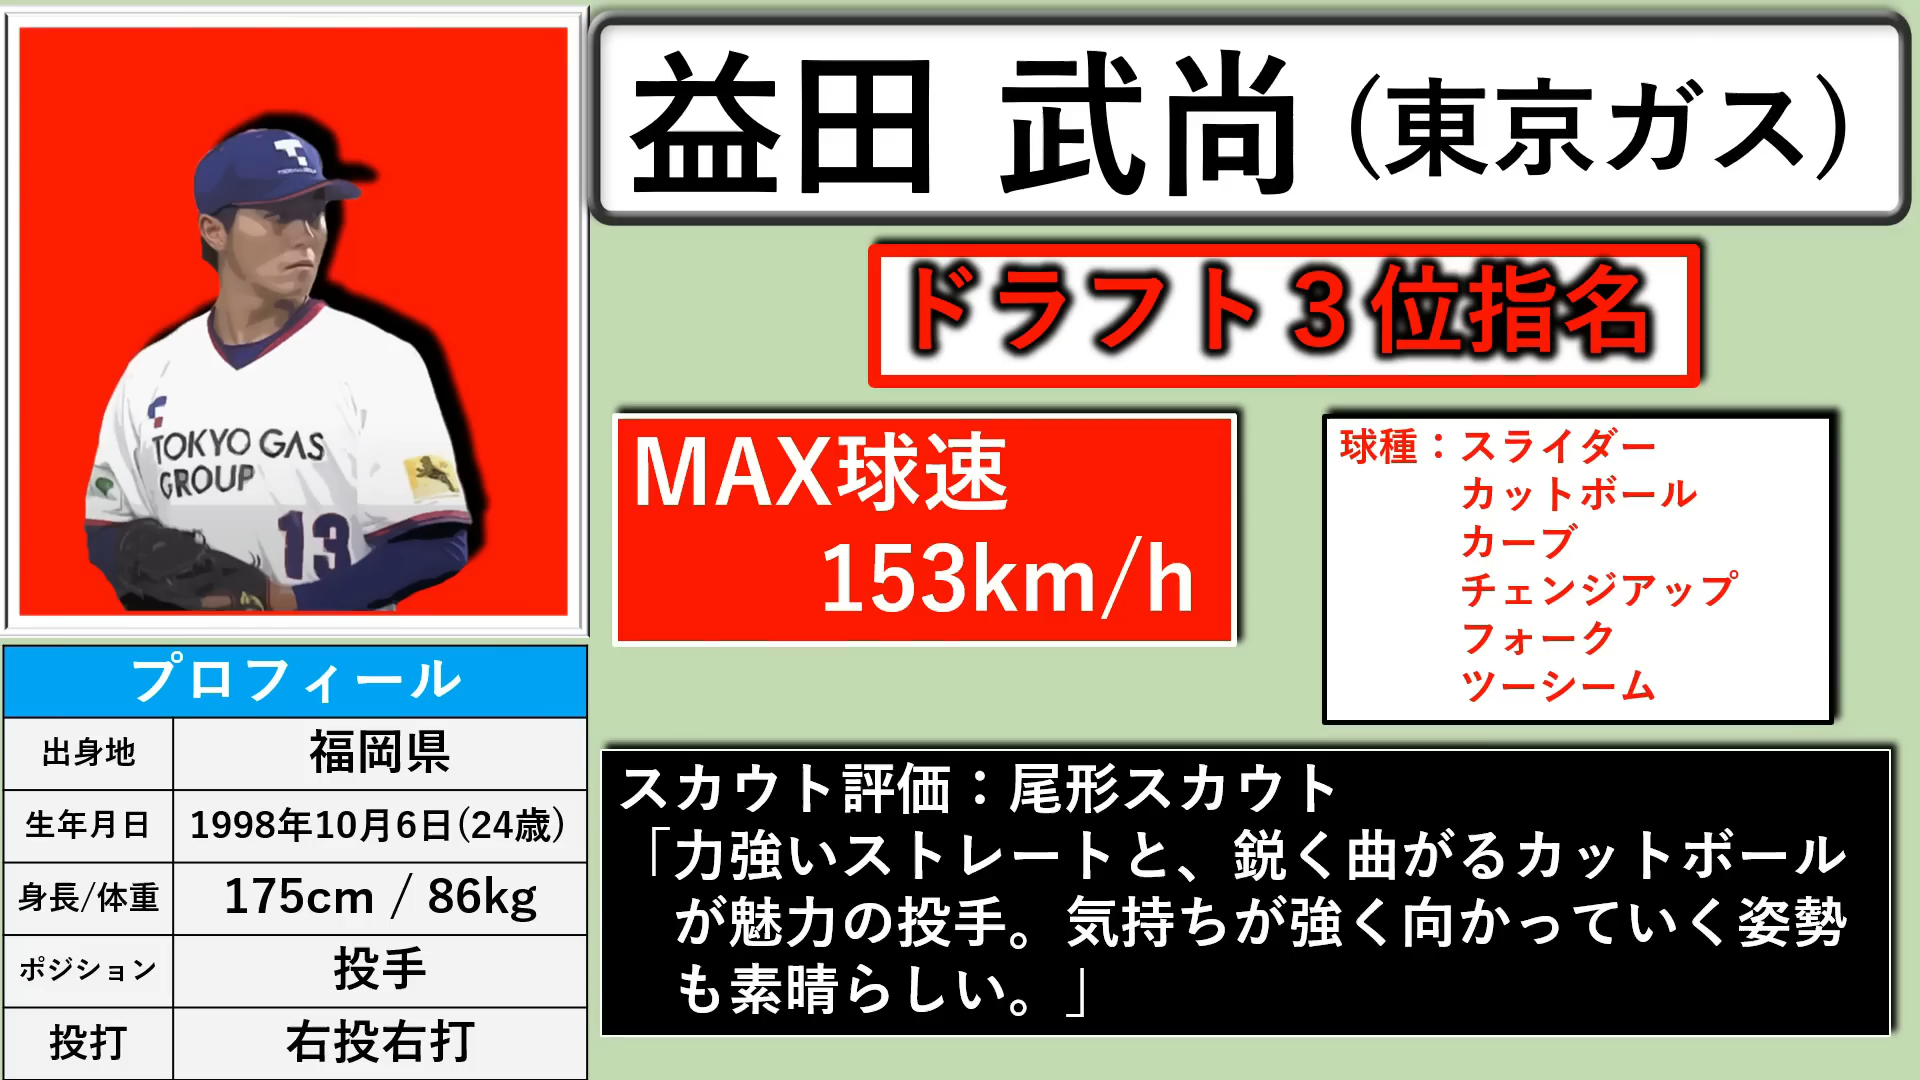 益田 武尚(東京ガス)
ドラフト3位指名
MAX球速
153km/h
球種：スライダー
カットボール
カーブ
チェンジアップ
フォーク
ツーシーム
TOKYO GAS
GROUP
13
プロフィール
出身地 福岡県
生年月日 1998年10月6日(24歳)
身長/体重 175cm / 86kg
ポジション 投手
投打 右投右打
スカウト評価：尾形スカウト
「力強いストレートと、鋭く曲がるカットボール
が魅力の投手。気持ちが強く向かっていく姿勢
も素晴らしい。」